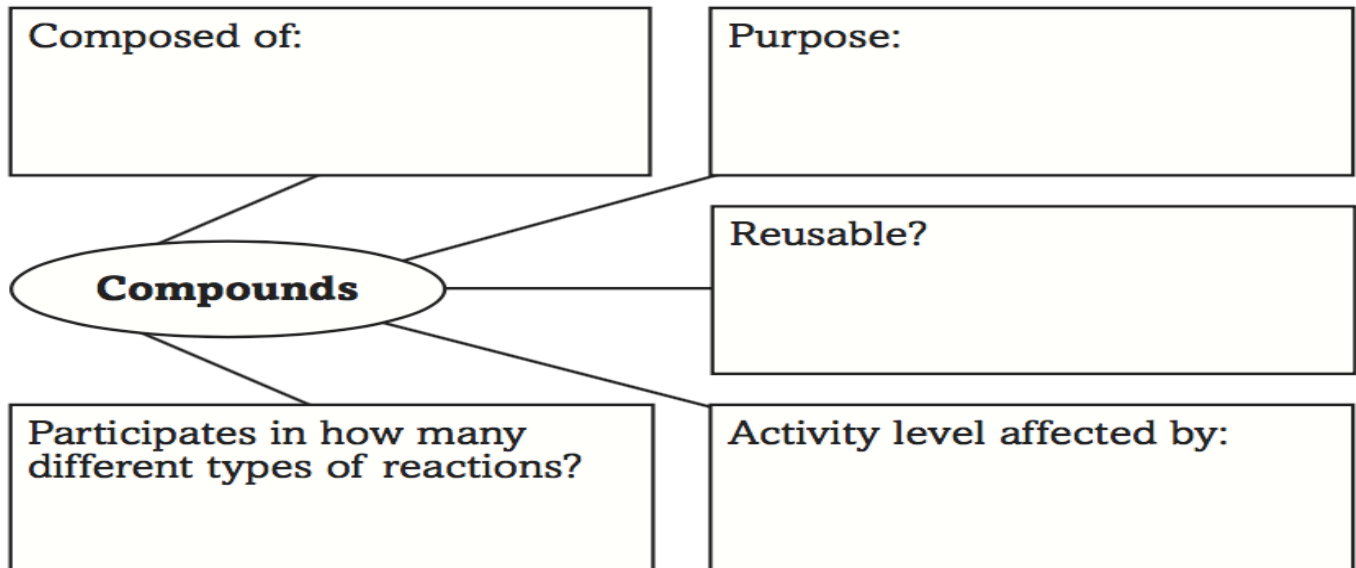 Composed of:
Purpose:
Reusable?
Compounds
Participates in how many
different types of reactions?
Activity level affected by: